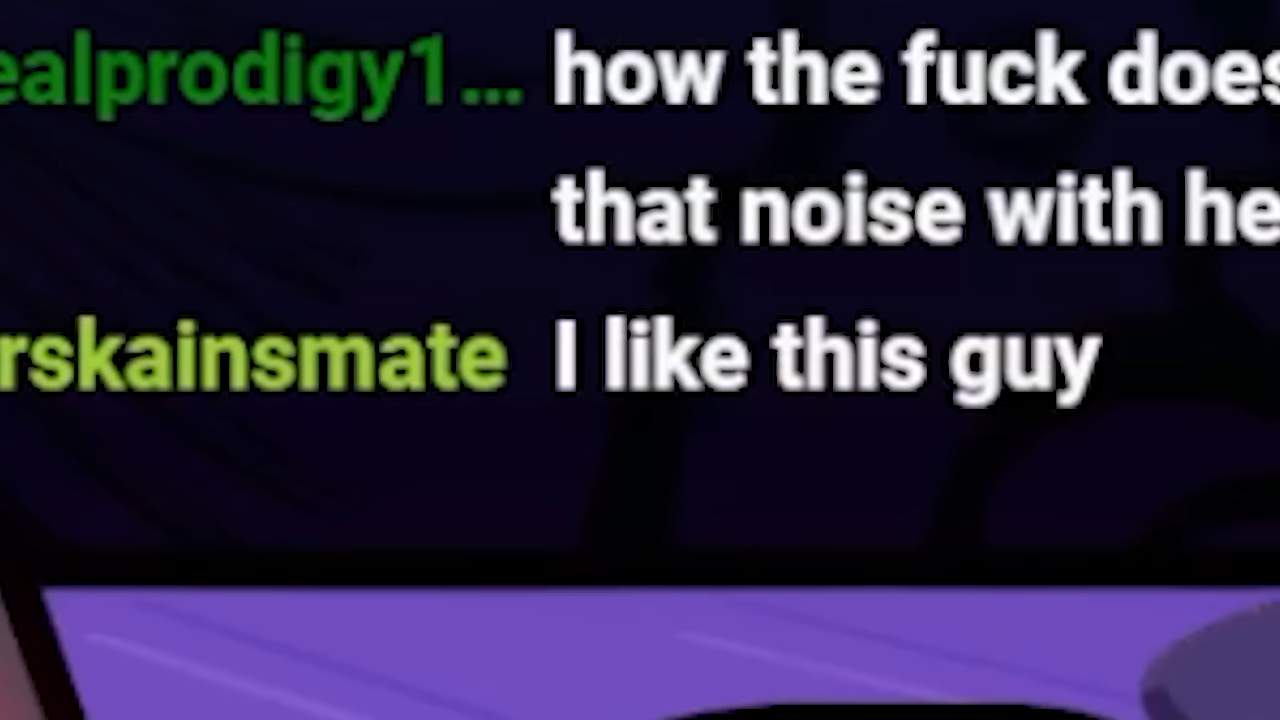 ealprodigy1... how the fuck does
that noise with he
rskainsmate I like this guy